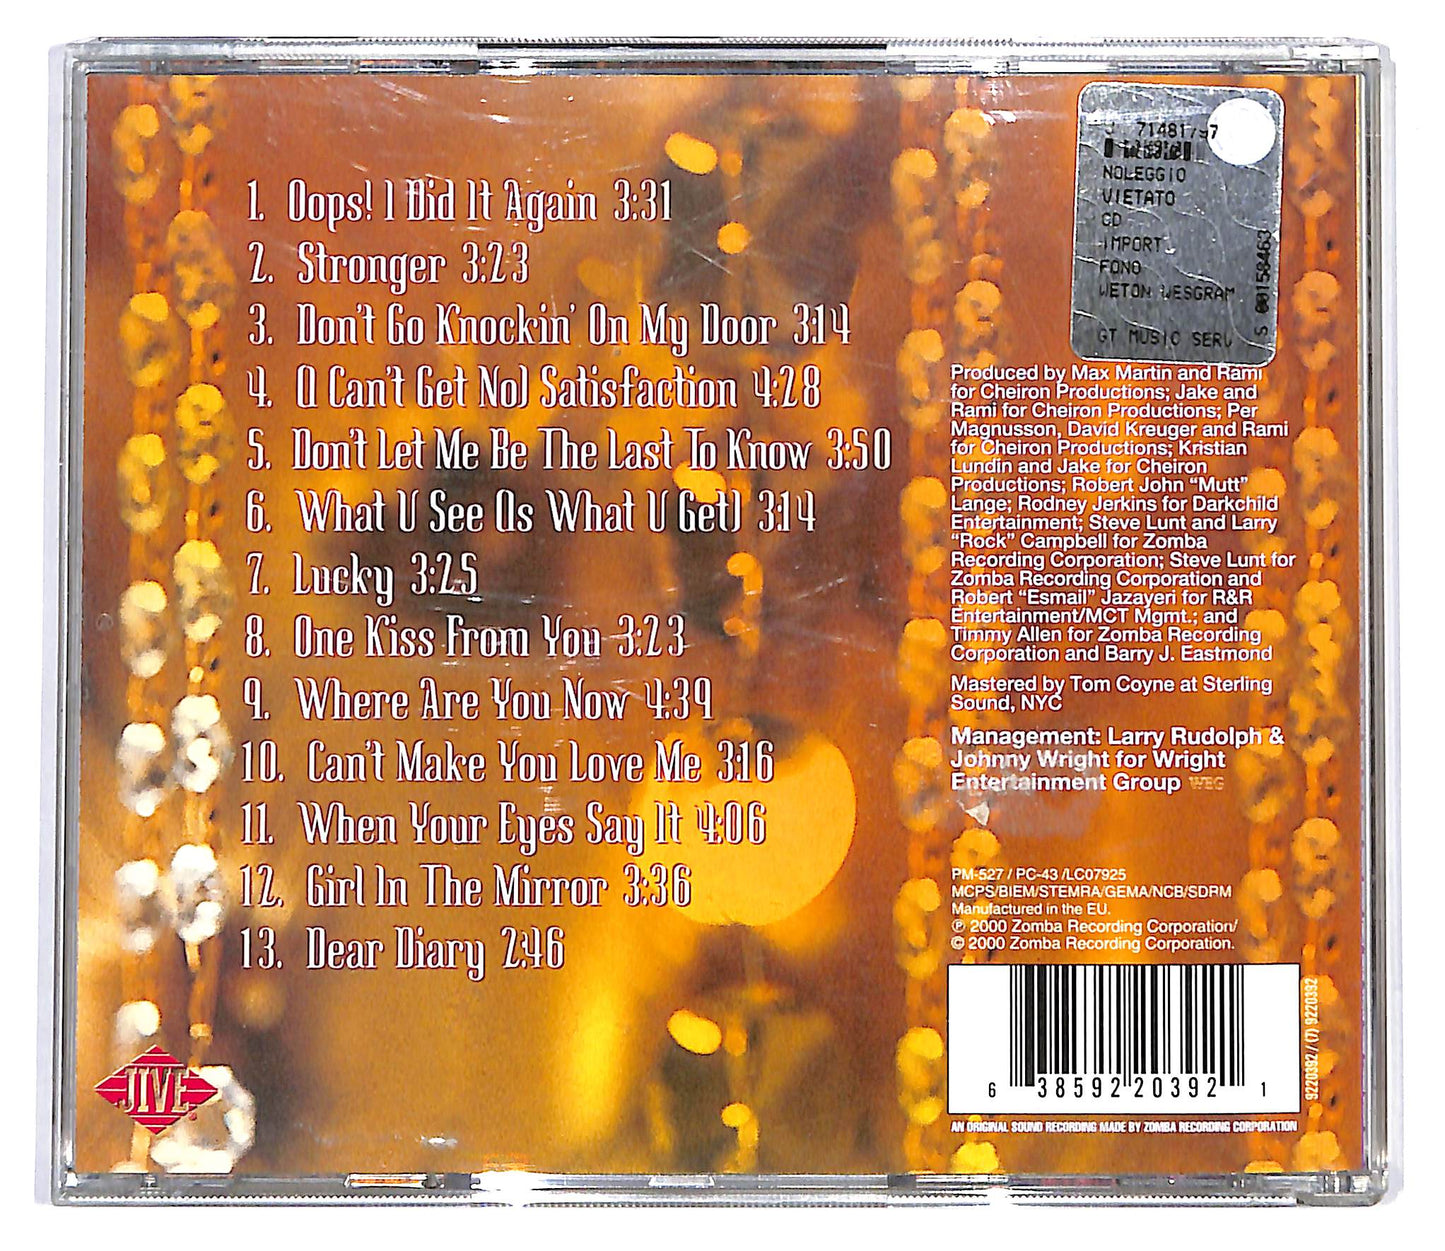 1. Oops! I Did It Again 3:31
2. Stronger 3:23
3. Don't Go Knockin' On My Door 3:14
4. (I Can't Get No) Satisfaction 4:28
5. Don't Let Me Be The Last To Know 3:50
6. What U See (Is What U Get) 3:14
7. Lucky 3:25
8. One Kiss From You 3:23
9. Where Are You Now 4:39
10. Can't Make You Love Me 3:16
11. When Your Eyes Say It 4:06
12. Girl In The Mirror 3:36
13. Dear Diary 2:46
JIVE
NOLEGGIO
VIETATO
CD
IMPORT
FONO
WETON WESGRAM
GT MUSIC SERV
S 00158463
Produced by Max Martin and Rami
for Cheiron Productions; Jake and
Rami for Cheiron Productions; Per
Magnusson, David Kreuger and Rami
for Cheiron Productions; Kristian
Lundin and Jake for Cheiron
Productions; Robert John “Mutt”
Lange; Rodney Jerkins for Darkchild
Entertainment; Steve Lunt and Larry
“Rock” Campbell for Zomba
Recording Corporation; Steve Lunt for
Zomba Recording Corporation and
Robert “Esmail” Jazayeri for R&R
Entertainment/MCT Mgmt.; and
Timmy Allen for Zomba Recording
Corporation and Barry J. Eastmond
Mastered by Tom Coyne at Sterling
Sound, NYC
Management: Larry Rudolph &
Johnny Wright for Wright
Entertainment Group WEG
PM-527 / PC-43 /LC07925
MCPS/BIEM/STEMRA/GEMA/NCB/SDRM
Manufactured in the EU.
℗ 2000 Zomba Recording Corporation/
© 2000 Zomba Recording Corporation.
6 38592 20392 1
9220392 / (7) 9220392
AN ORIGINAL SOUND RECORDING MADE BY ZOMBA RECORDING CORPORATION